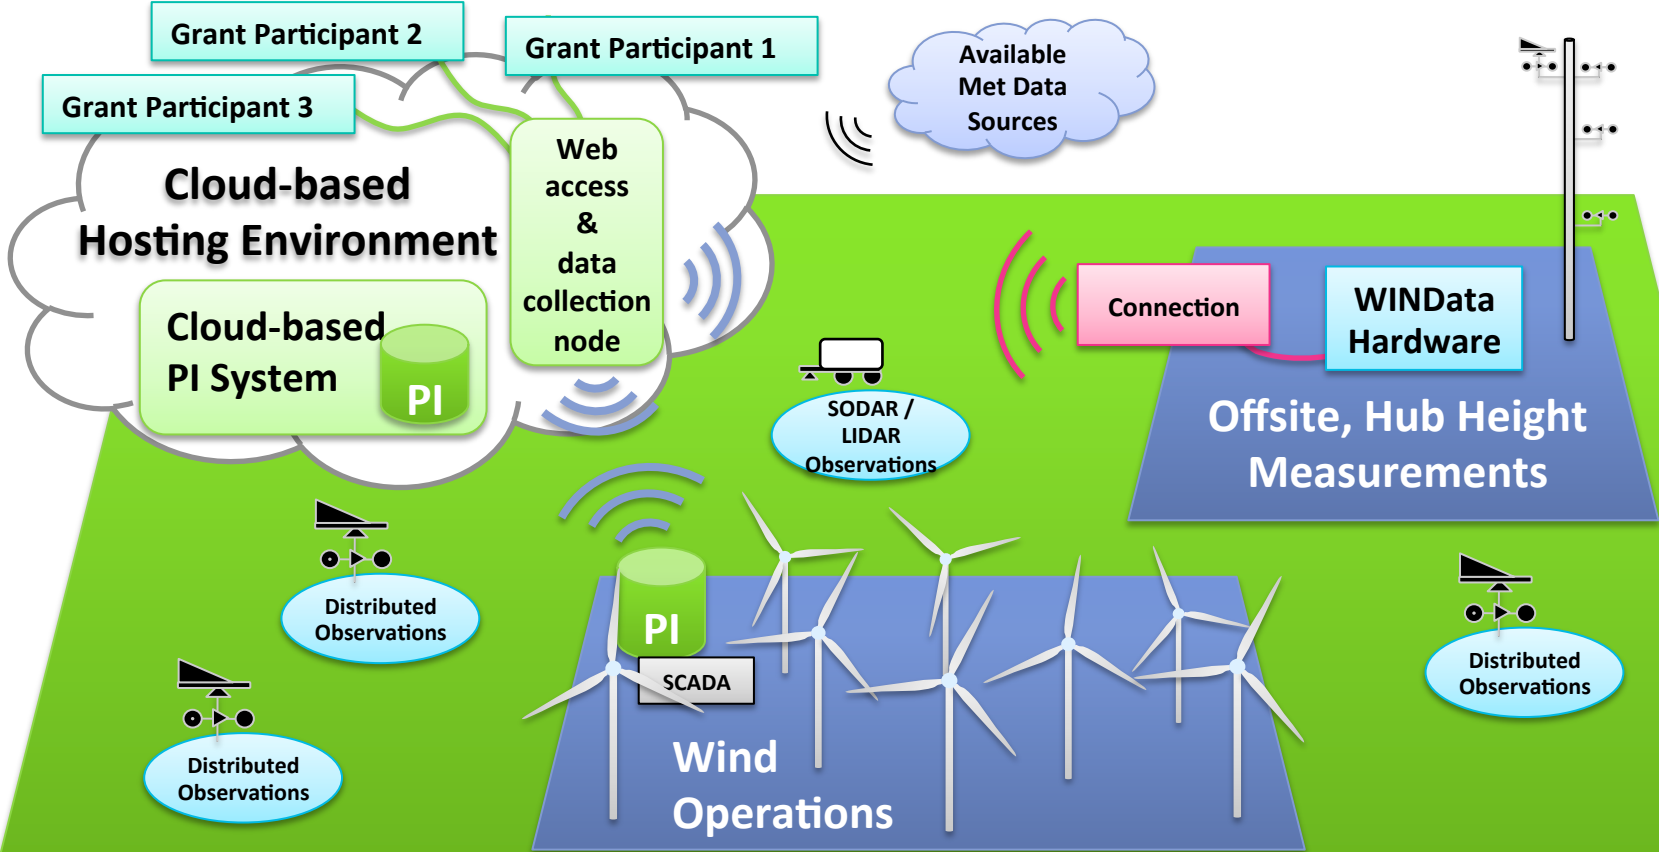 Grant Participant 2
Grant Participant 1
Grant Participant 3
Available
Met Data
Sources
Web
access
&
data
collection
node
Cloud-based
Hosting Environment
Cloud-based
PI System
PI
Connection
WINData
Hardware
Offsite, Hub Height
Measurements
SODAR /
LIDAR
Observations
Distributed
Observations
Distributed
Observations
Distributed
Observations
PI
SCADA
Wind
Operations